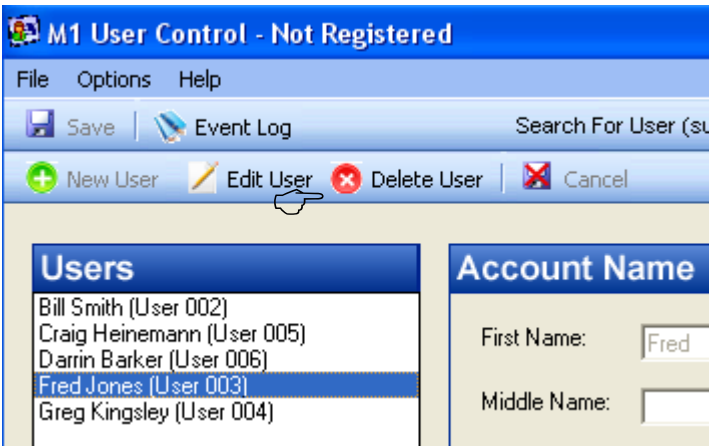 M1 User Control - Not Registered
File Options Help
Save Event Log Search For User (su
New User Edit User Delete User Cancel
Users
Bill Smith (User 002)
Craig Heinemann (User 005)
Darrin Barker (User 006)
Fred Jones (User 003)
Greg Kingsley (User 004)
Account Name
First Name: Fred
Middle Name: